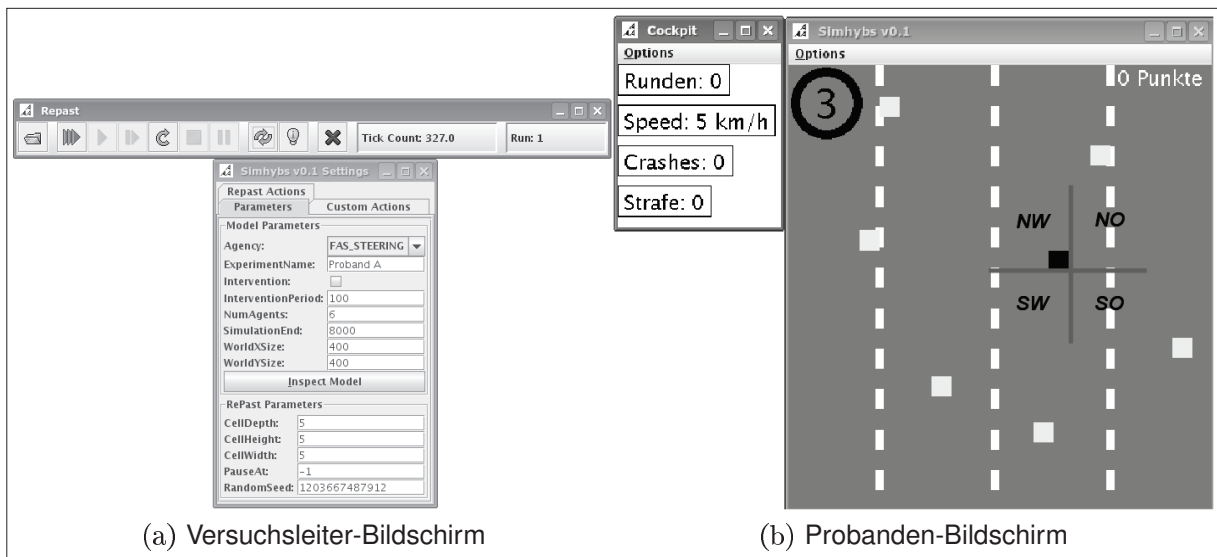 Repast
Tick Count: 327.0
Run: 1
Simhybs v0.1 Settings
Repast Actions
Parameters
Custom Actions
Model Parameters
Agency: FAS_STEERING
ExperimentName: Proband A
Intervention:
InterventionPeriod: 100
NumAgents: 6
SimulationEnd: 8000
WorldXSize: 400
WorldYSize: 400
Inspect Model
RePast Parameters
CellDepth: 5
CellHeight: 5
CellWidth: 5
PauseAt: -1
RandomSeed: 1203667487912
(a) Versuchsleiter-Bildschirm
Cockpit
Options
Runden: 0
Speed: 5 km/h
Crashes: 0
Strafe: 0
Simhybs v0.1
Options
3
0 Punkte
NW NO
SW SO
(b) Probanden-Bildschirm